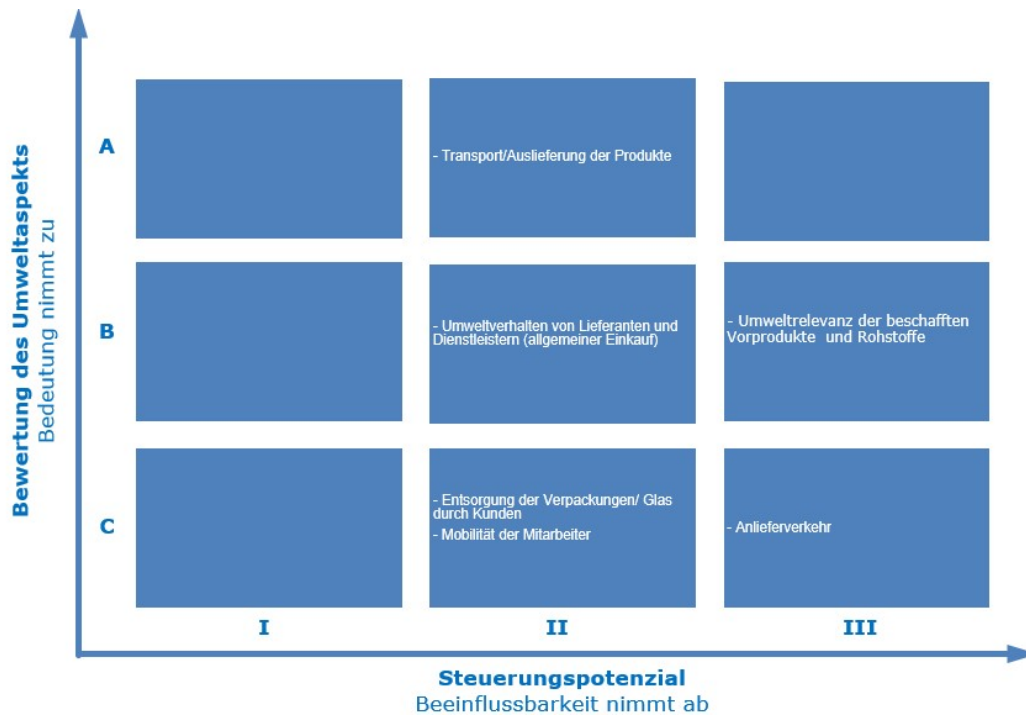 Bewertung des Umweltaspekts
Bedeutung nimmt zu
A
- Transport/Auslieferung der Produkte
B
- Umweltverhalten von Lieferanten und
Dienstleistern (allgemeiner Einkauf)
- Umweltrelevanz der beschafften
Vorprodukte und Rohstoffe
C
- Entsorgung der Verpackungen/ Glas
durch Kunden
- Mobilität der Mitarbeiter
- Anlieferverkehr
I II III
Steuerungspotenzial
Beeinflussbarkeit nimmt ab